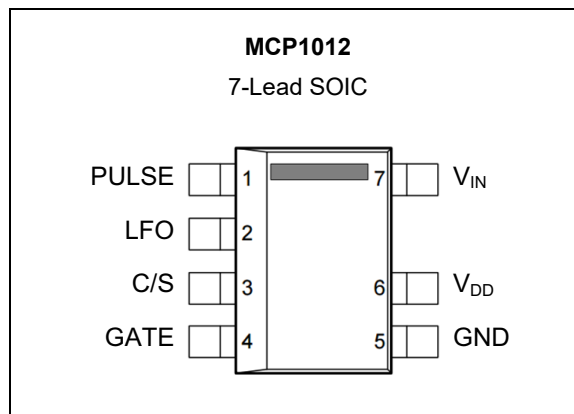 MCP1012
7-Lead SOIC
PULSE 1 7 VIN
LFO 2
C/S 3 6 VDD
GATE 4 5 GND